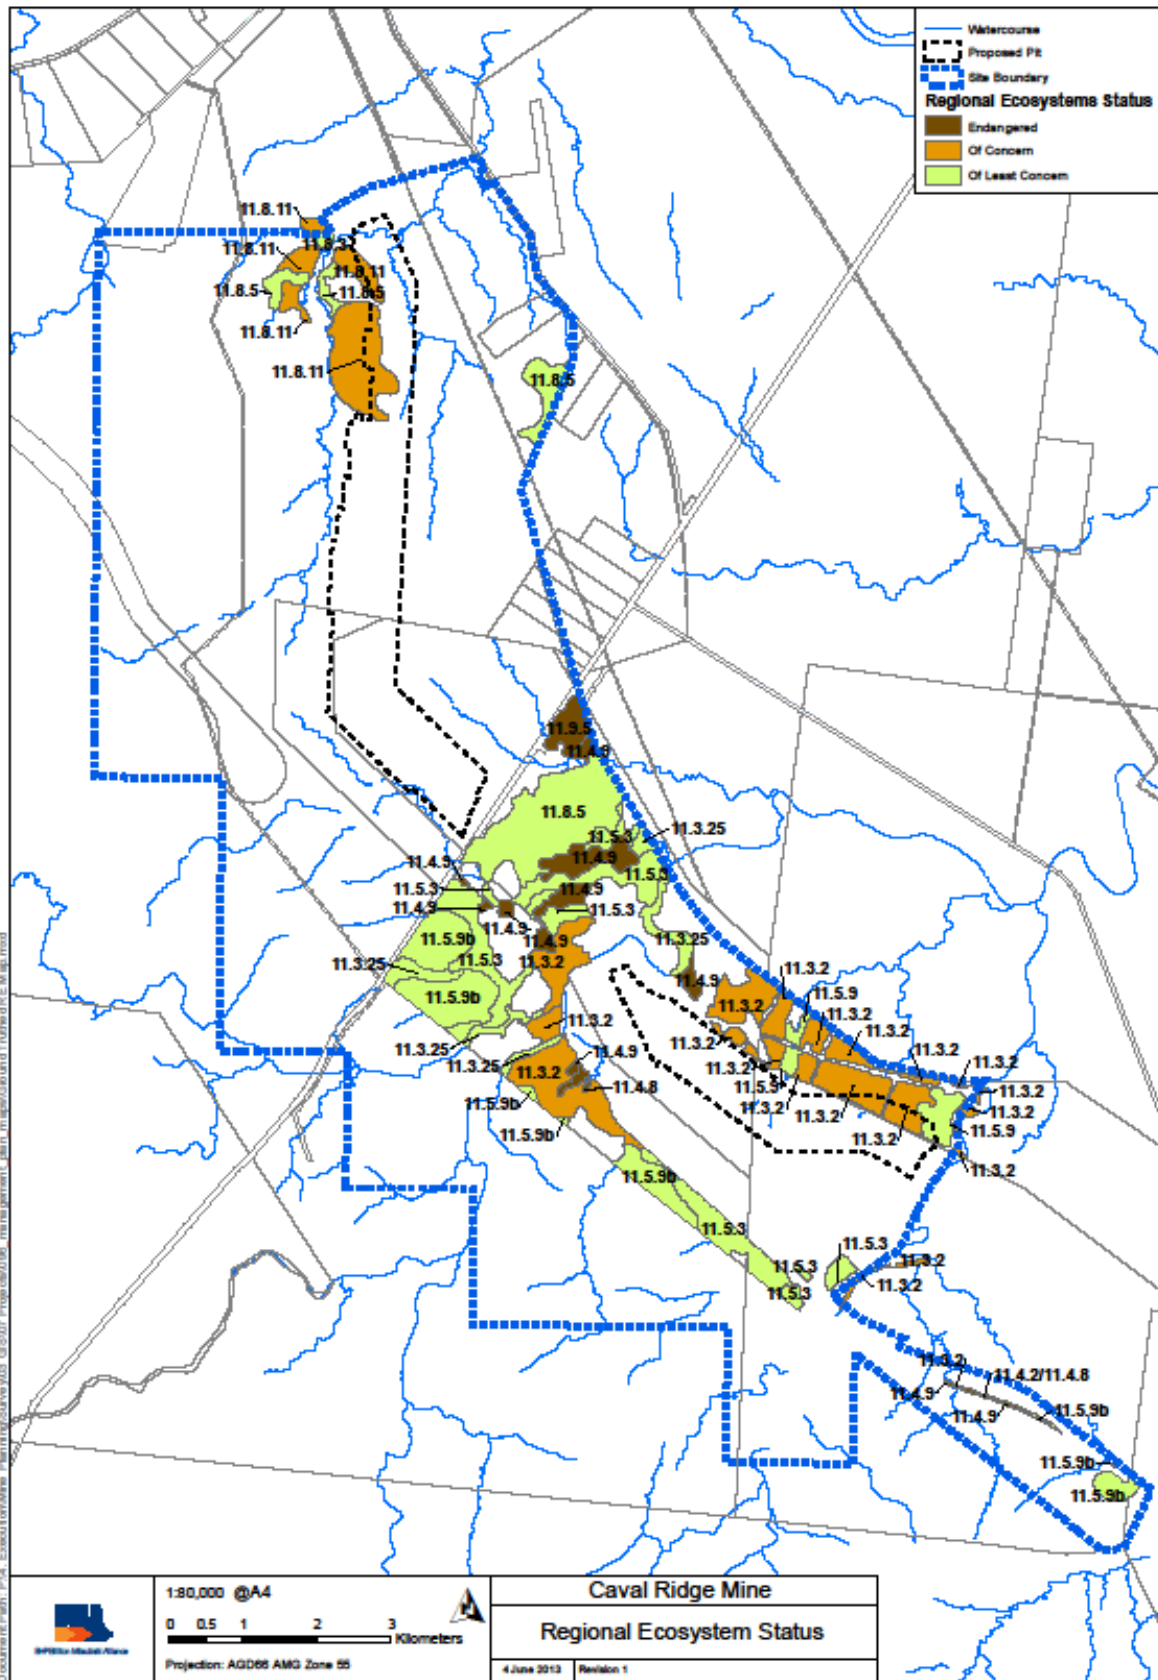 Watercourse
Proposed Pit
Site Boundary
Regional Ecosystems Status
Endangered
Of Concern
Of Least Concern
11.8.11
11.8.11
11.8.3
11.8.11
11.8.5
11.8.5
11.8.11
11.8.11
11.8.5
11.9.5
11.4.9
11.8.5
11.5.3
11.3.25
11.4.9
11.4.9
11.5.3
11.5.3
11.4.9
11.4.9
11.5.3
11.4.9
11.5.9b
11.4.9
11.3.25
11.5.3
11.3.2
11.3.25
11.4.9
11.5.9b
11.3.2
11.3.2
11.5.9
11.3.2
11.3.2
11.3.2
11.3.25
11.3.2
11.3.25
11.4.9
11.3.2
11.3.2
11.3.2
11.3.2
11.4.8
11.5.9
11.3.2
11.5.9b
11.3.2
11.3.2
11.3.2
11.5.9
11.5.9b
11.3.2
11.5.9b
11.5.3
11.5.3
11.3.2
11.5.3
11.3.2
11.5.3
11.3.2
11.4.2/11.4.8
11.4.9
11.4.9
11.5.9b
11.5.9b
11.5.9b
1:80,000 @A4
0 0.5 1 2 3
Kilometers
Projection: AGD66 AMG Zone 55
Caval Ridge Mine
Regional Ecosystem Status
4 June 2013
Revision 1